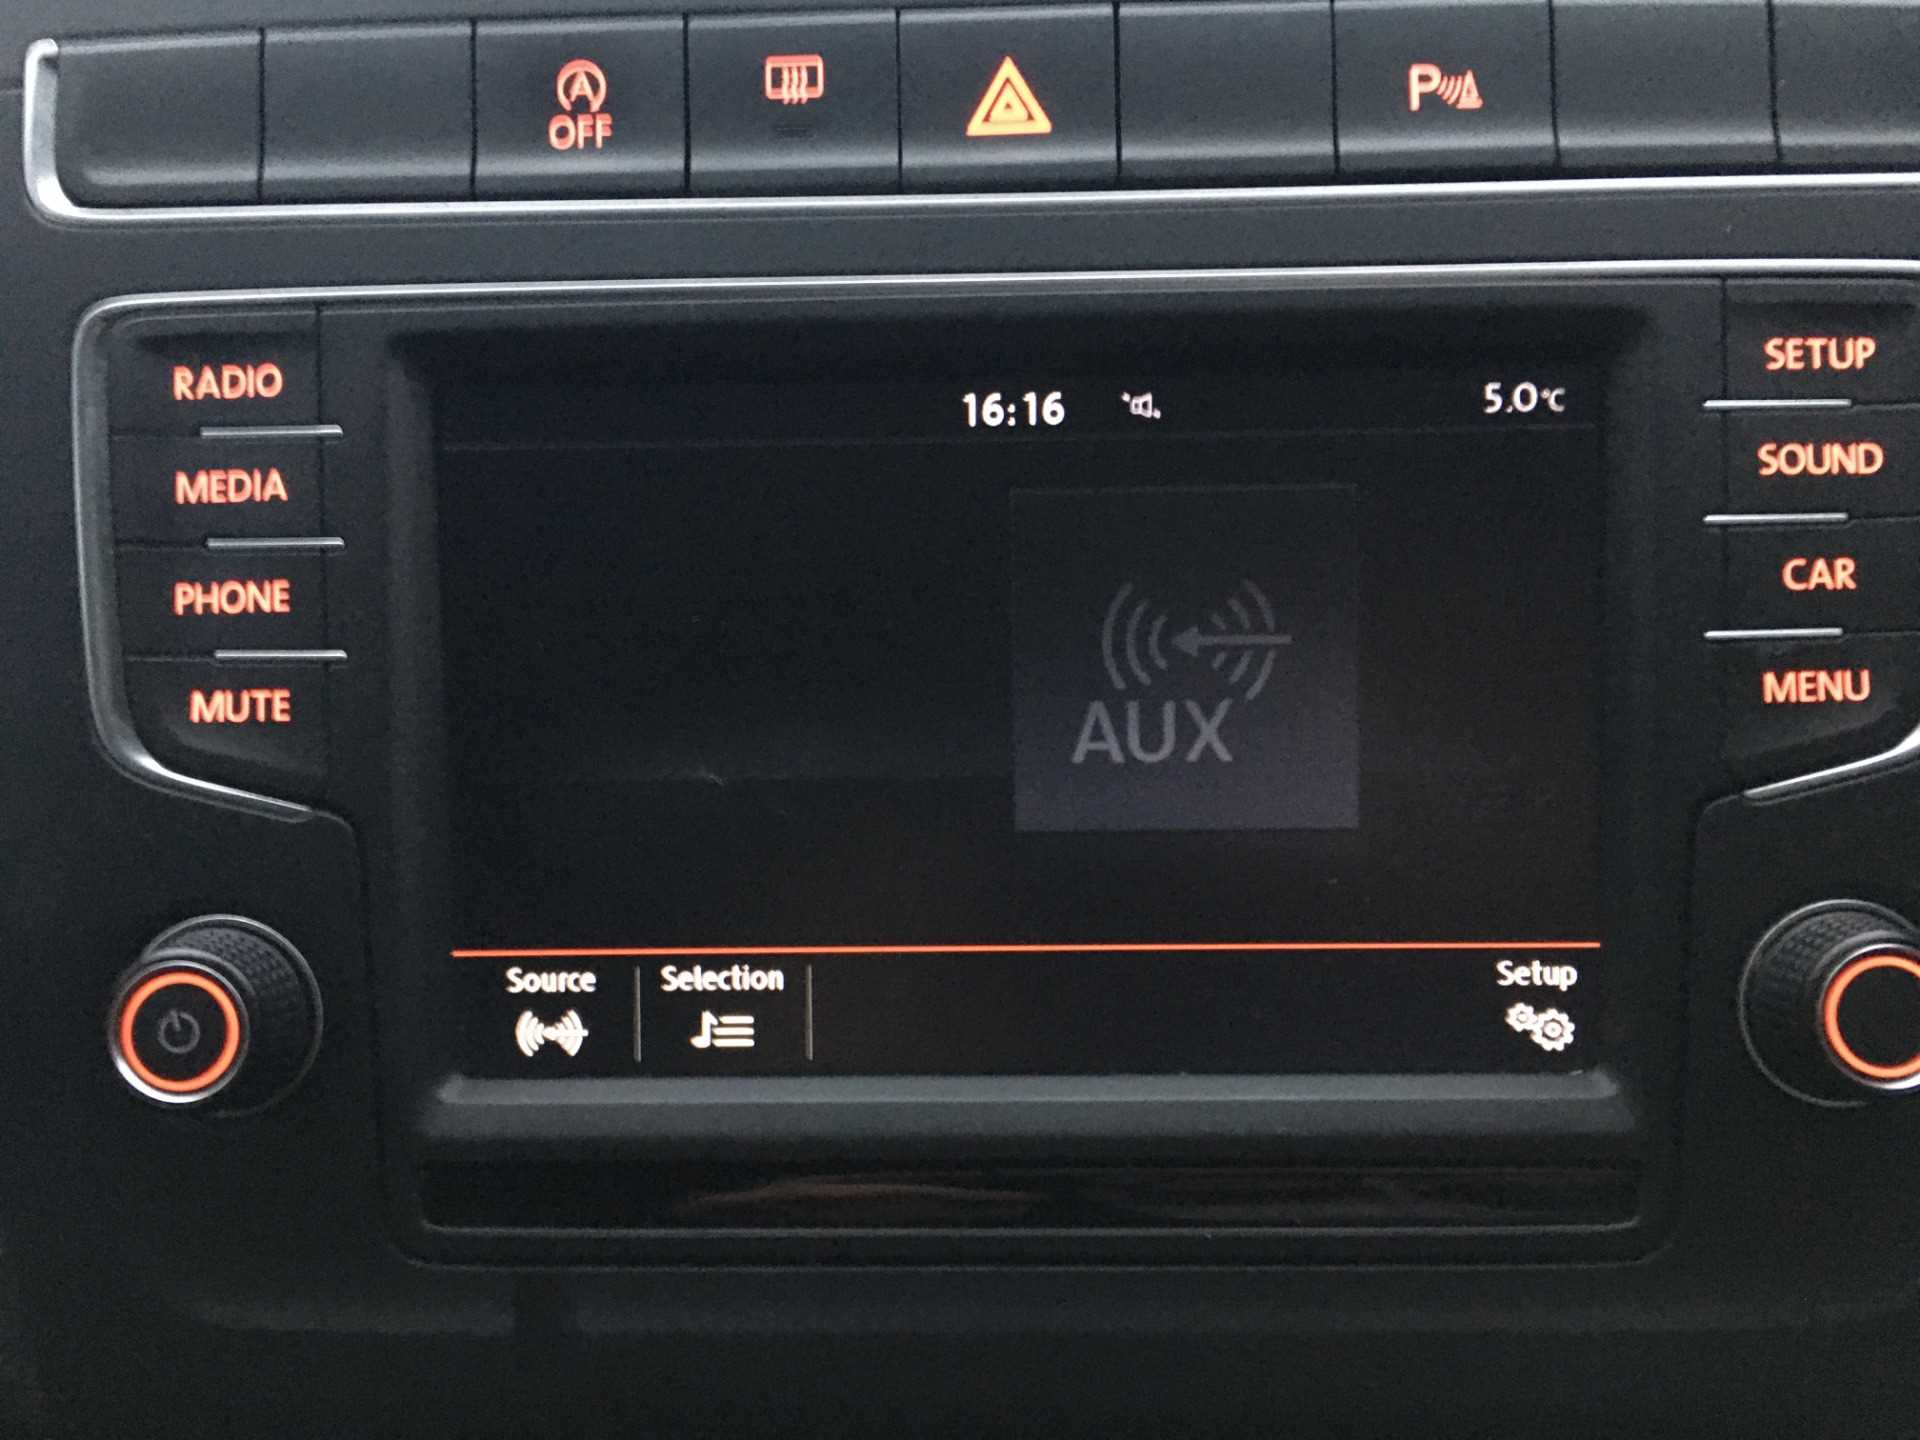 A
OFF
P
RADIO
MEDIA
PHONE
MUTE
16:16
5.0°C
AUX
Source
Selection
Setup
SETUP
SOUND
CAR
MENU